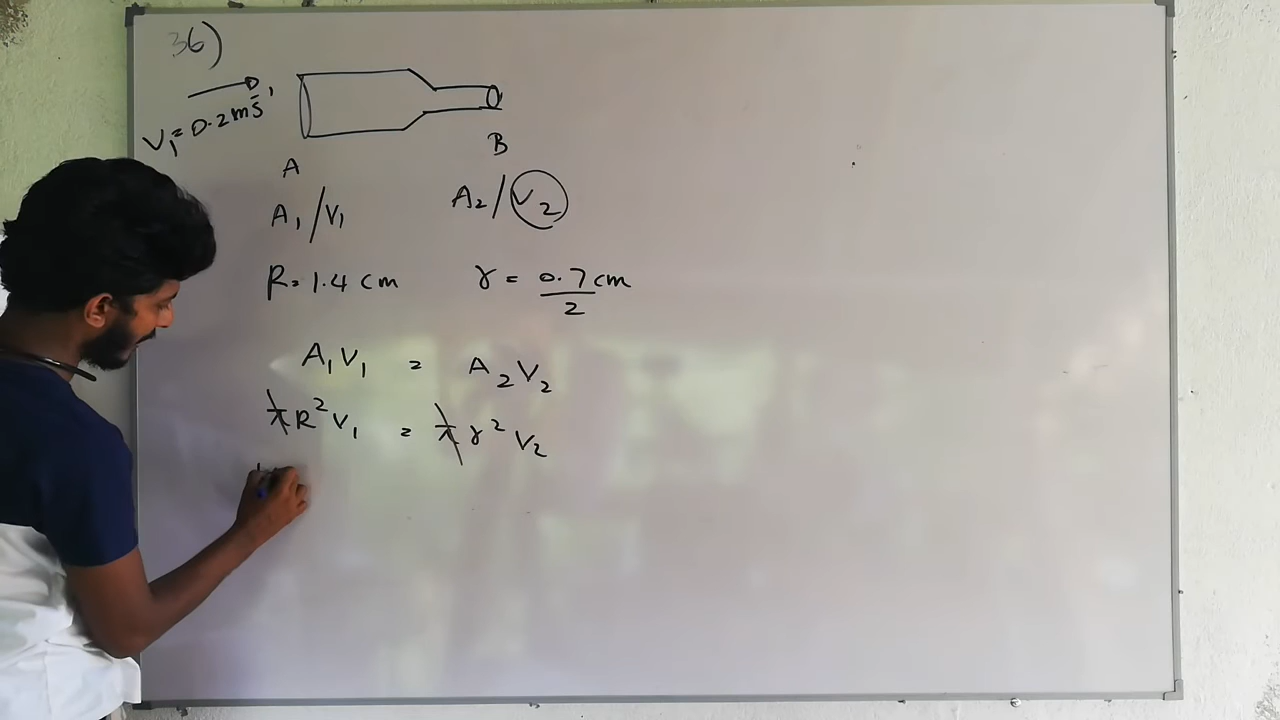 36)
V₁ = 0.2 ms⁻¹
A B
A₁ / V₁ A₂ / V₂
R = 1.4 cm r = 0.7 cm / 2
A₁V₁ = A₂V₂
πR²V₁ = πr²V₂